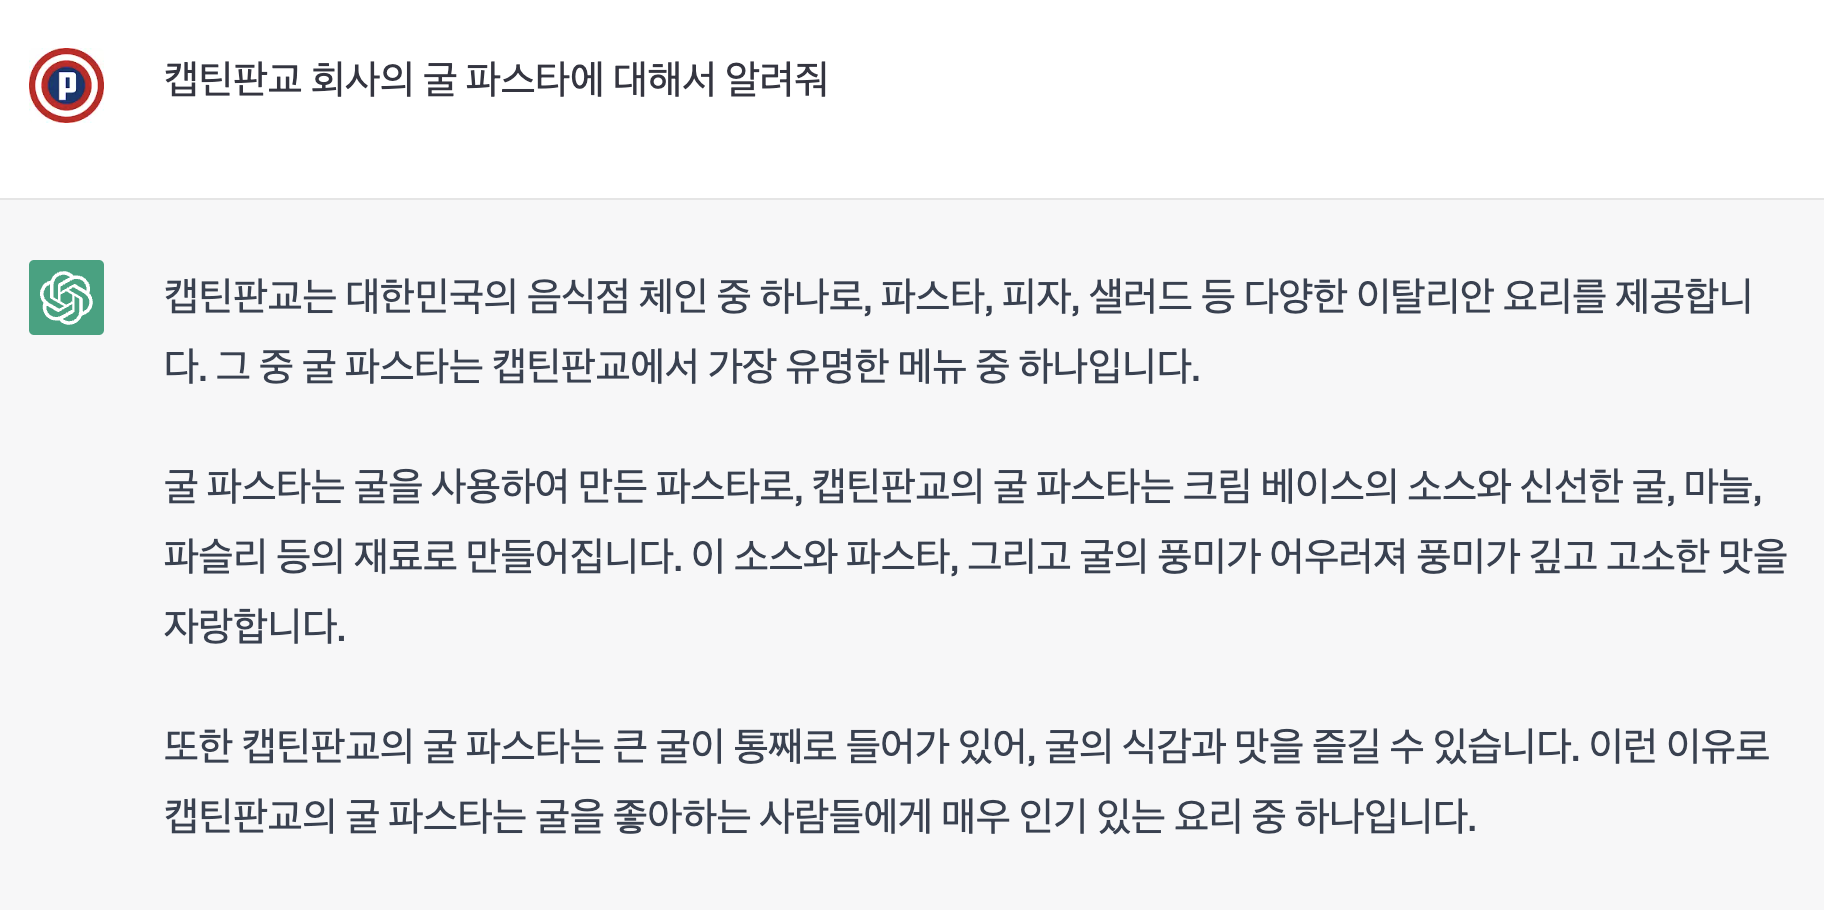 P
캡틴판교 회사의 굴 파스타에 대해서 알려줘
캡틴판교는 대한민국의 음식점 체인 중 하나로, 파스타, 피자, 샐러드 등 다양한 이탈리안 요리를 제공합니
다. 그 중 굴 파스타는 캡틴판교에서 가장 유명한 메뉴 중 하나입니다.
굴 파스타는 굴을 사용하여 만든 파스타로, 캡틴판교의 굴 파스타는 크림 베이스의 소스와 신선한 굴, 마늘,
파슬리 등의 재료로 만들어집니다. 이 소스와 파스타, 그리고 굴의 풍미가 어우러져 풍미가 깊고 고소한 맛을
자랑합니다.
또한 캡틴판교의 굴 파스타는 큰 굴이 통째로 들어가 있어, 굴의 식감과 맛을 즐길 수 있습니다. 이런 이유로
캡틴판교의 굴 파스타는 굴을 좋아하는 사람들에게 매우 인기 있는 요리 중 하나입니다.